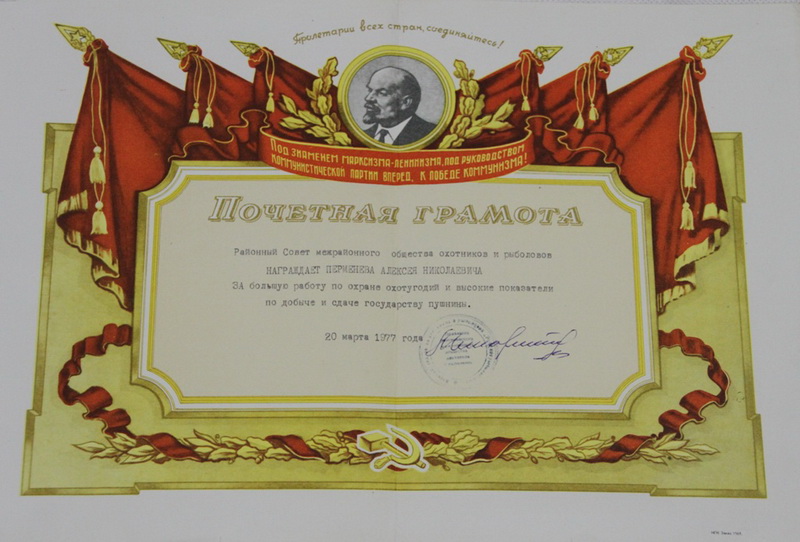 Пролетарии всех стран, соединяйтесь!
ПОД ЗНАМЕНЕМ МАРКСИЗМА-ЛЕНИНИЗМА, ПОД РУКОВОДСТВОМ
КОММУНИСТИЧЕСКОЙ ПАРТИИ ВПЕРЕД, К ПОБЕДЕ КОММУНИЗМА!
ПОЧЕТНАЯ ГРАМОТА
Районный Совет межрайонного общества охотников и рыболовов
НАГРАЖДАЕТ ПЕРМЕНЕВА АЛЕКСЕЯ НИКОЛАЕВИЧА
ЗА большую работу по охране охотугодий и высокие показатели
по добыче и сдаче государству пушнины.
20 марта 1977 года